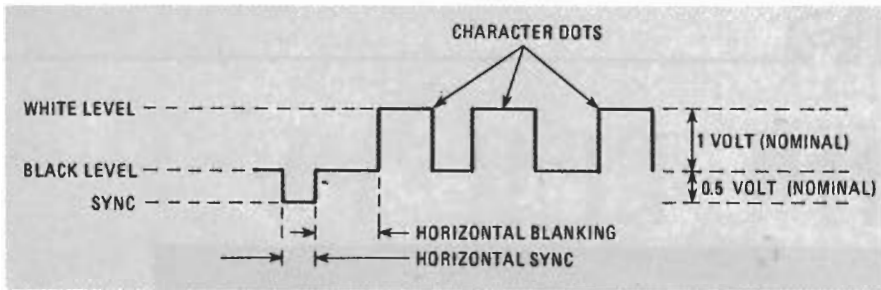 CHARACTER DOTS
WHITE LEVEL
1 VOLT (NOMINAL)
BLACK LEVEL
0.5 VOLT (NOMINAL)
SYNC
HORIZONTAL BLANKING
HORIZONTAL SYNC